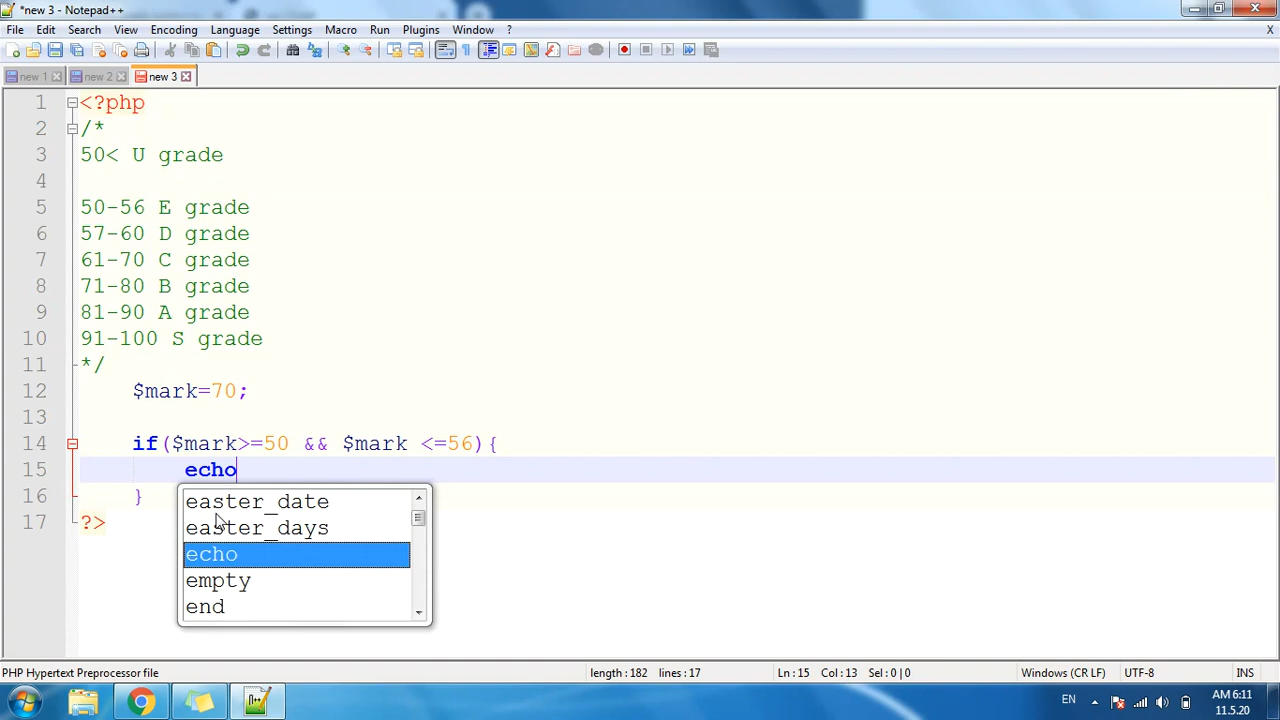 *new 3 - Notepad++
File Edit Search View Encoding Language Settings Macro Run Plugins Window ? X
new 1 new 2 new 3
1 <?php
2 /*
3 50< U grade
4
5 50-56 E grade
6 57-60 D grade
7 61-70 C grade
8 71-80 B grade
9 81-90 A grade
10 91-100 S grade
11 */
12 $mark=70;
13
14 if($mark>=50 && $mark <=56){
15 echo
16 }
easter_date
17 ?>
easter_days
echo
empty
end
PHP Hypertext Preprocessor file length : 182 lines : 17 Ln : 15 Col : 13 Sel : 0 | 0 Windows (CR LF) UTF-8 INS
EN AM 6:11
11.5.20